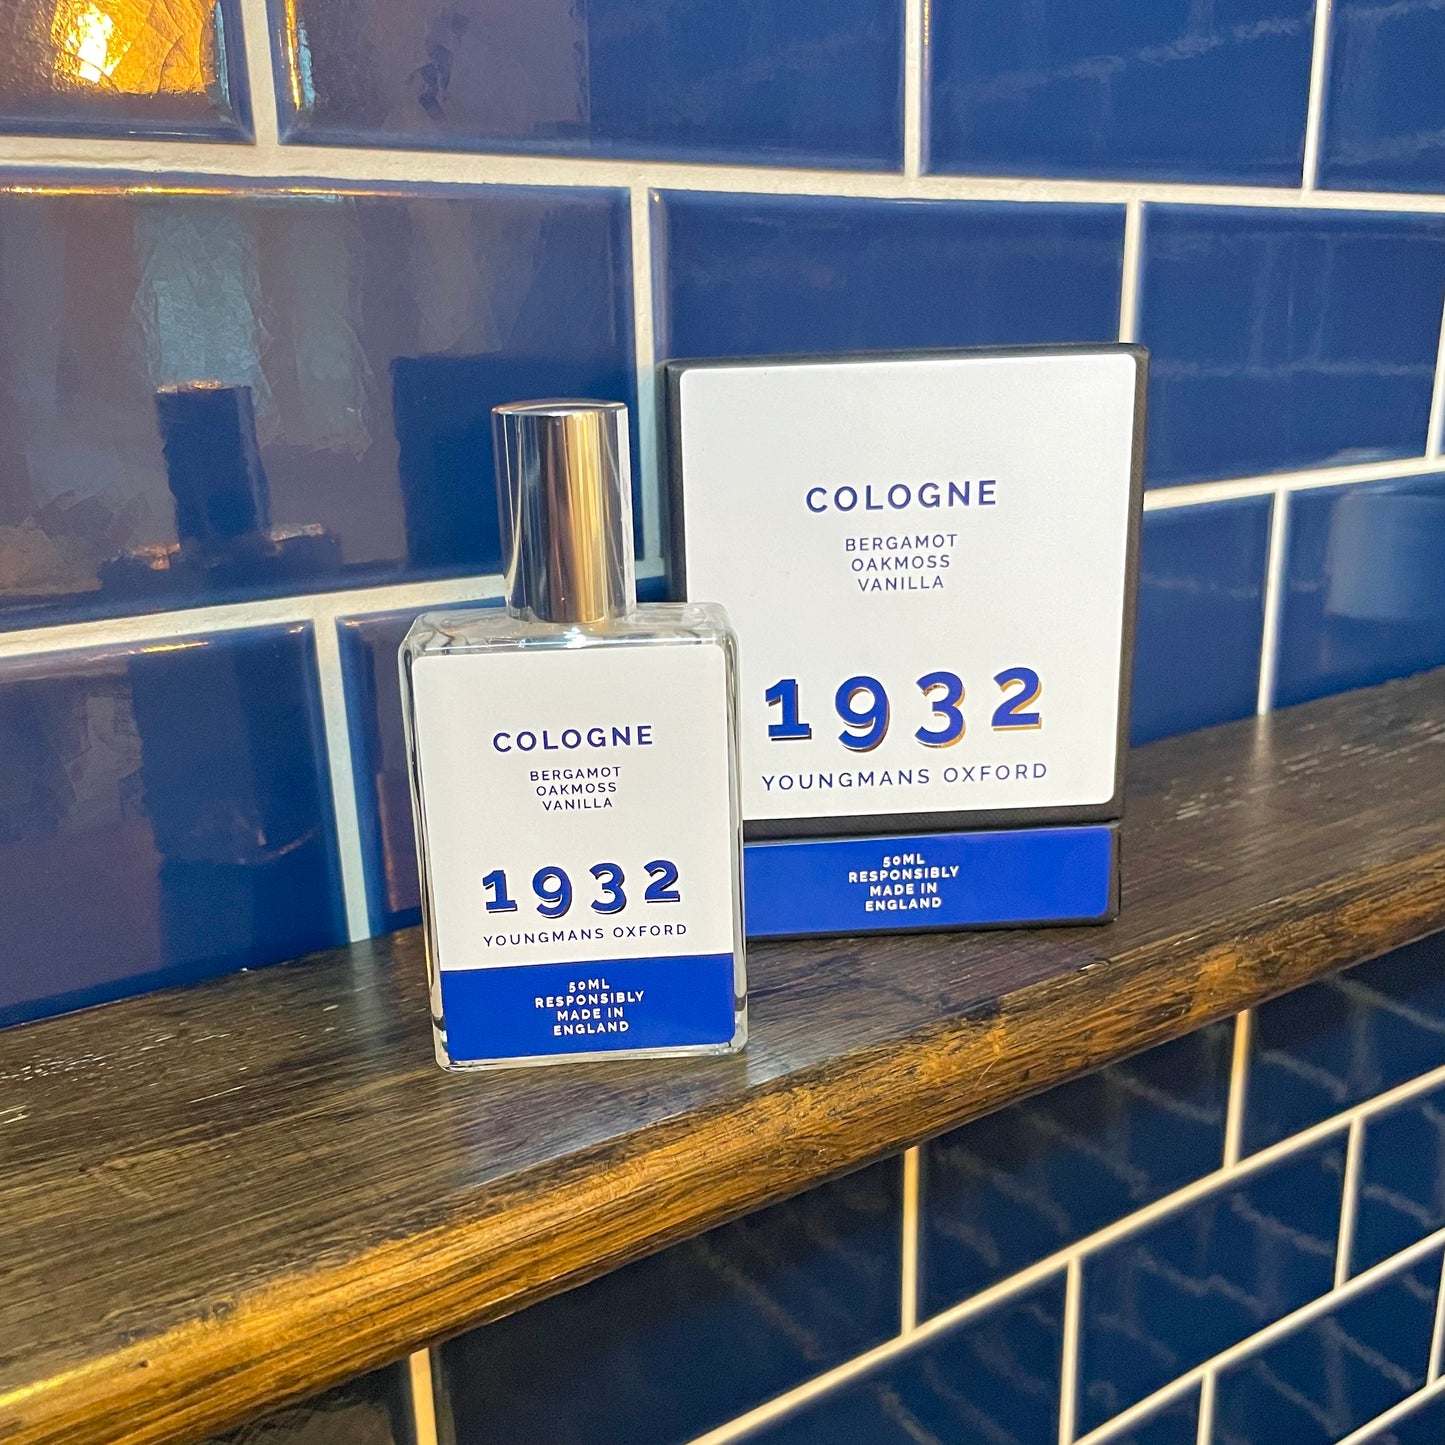 COLOGNE
BERGAMOT
OAKMOSS
VANILLA
1932
YOUNGMANS OXFORD
50ML
RESPONSIBLY
MADE IN
ENGLAND
COLOGNE
BERGAMOT
OAKMOSS
VANILLA
1932
YOUNGMANS OXFORD
50ML
RESPONSIBLY
MADE IN
ENGLAND